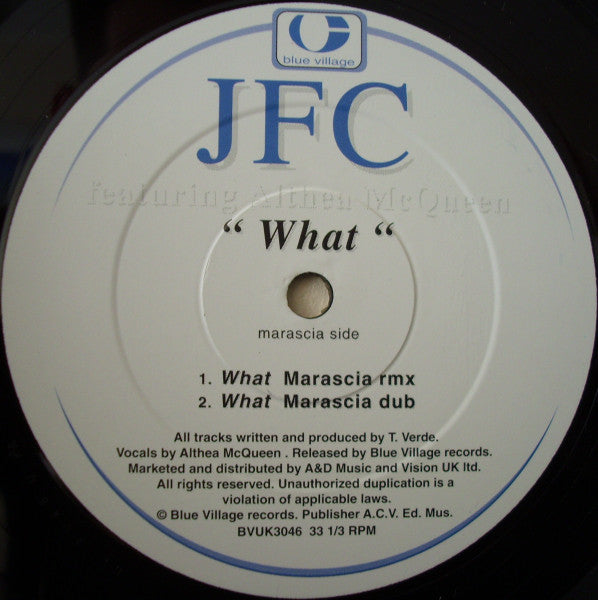 blue village
JFC
featuring Althea McQueen
“ What “
marascia side
1. What Marascia rmx
2. What Marascia dub
All tracks written and produced by T. Verde.
Vocals by Althea McQueen . Released by Blue Village records.
Marketed and distributed by A&D Music and Vision UK ltd.
All rights reserved. Unauthorized duplication is a
violation of applicable laws.
© Blue Village records. Publisher A.C.V. Ed. Mus.
BVUK3046 33 1/3 RPM